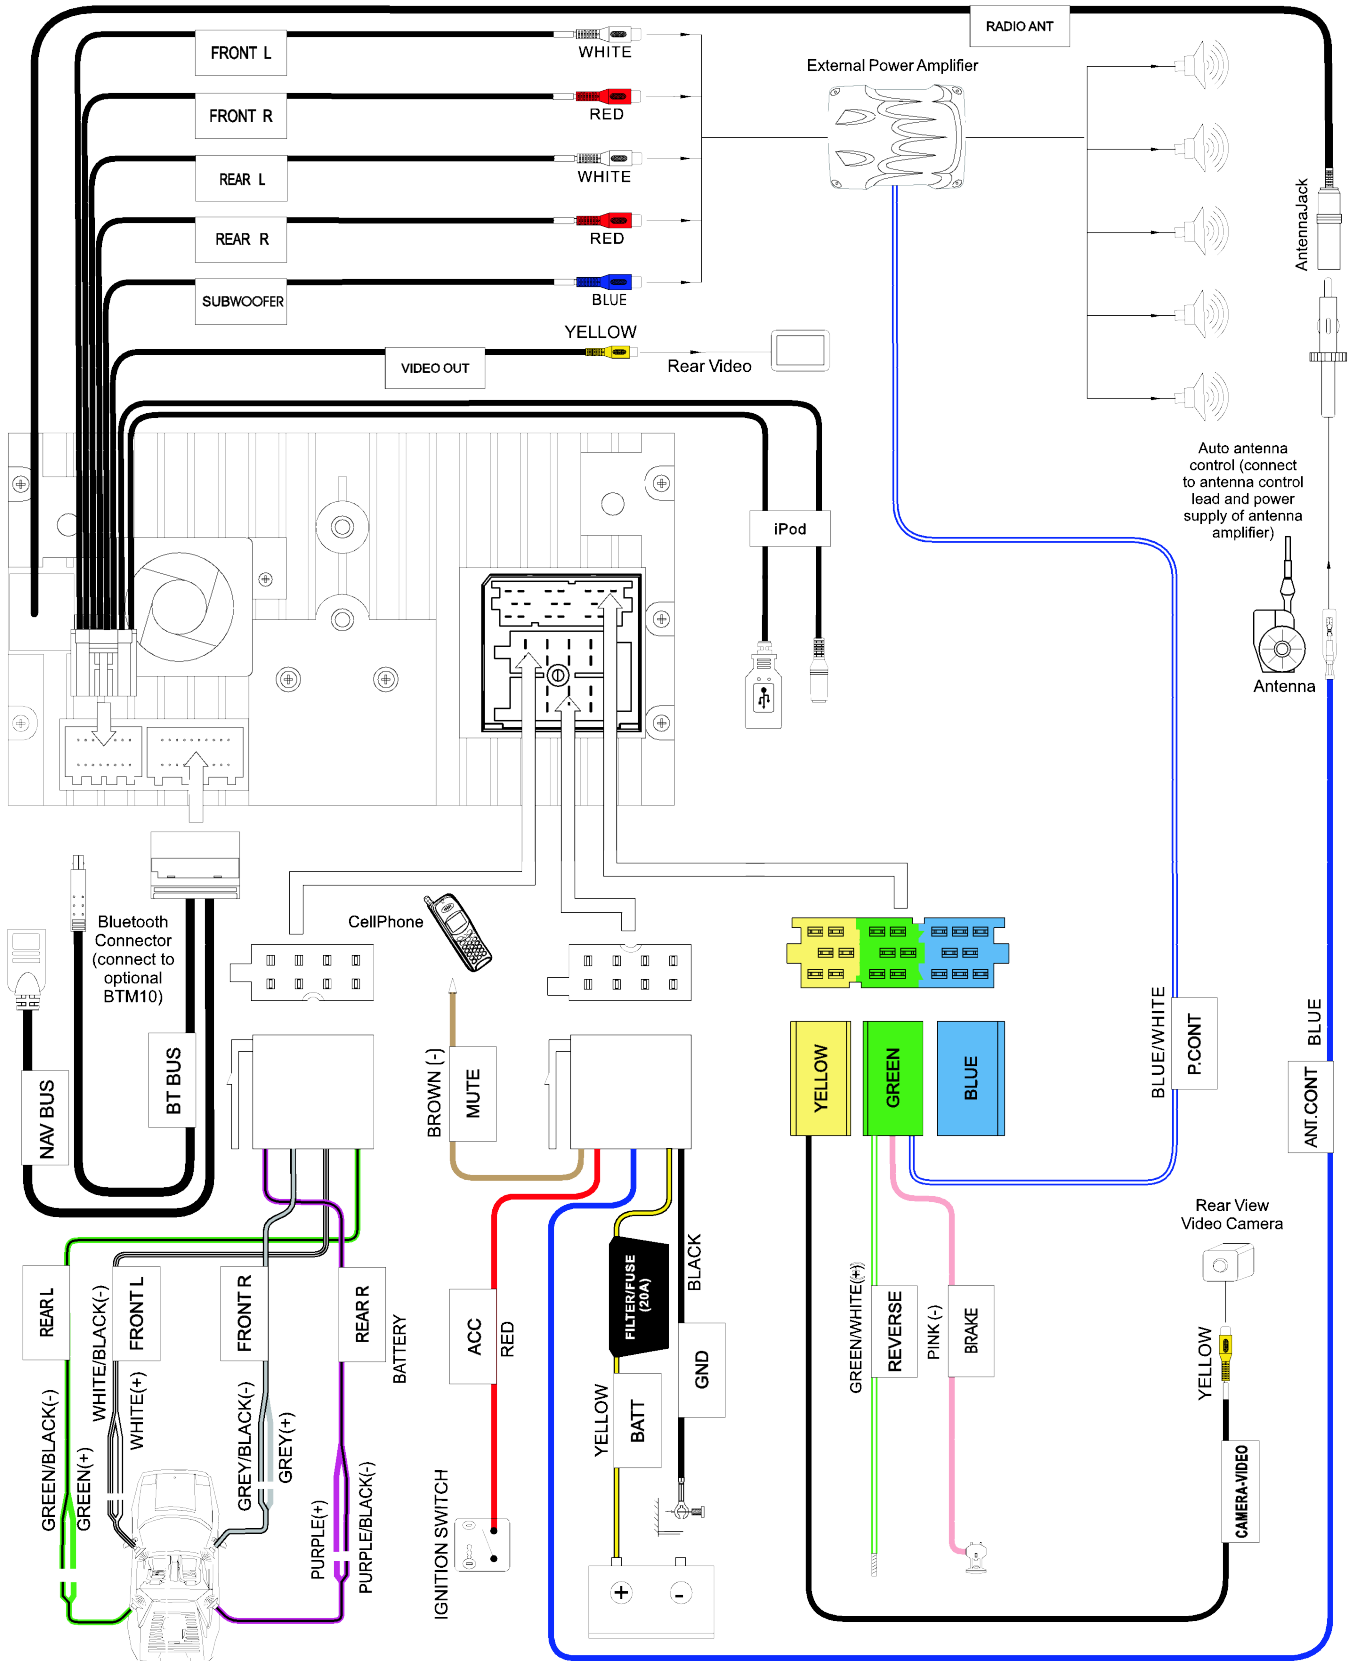 RADIO ANT
FRONT L
WHITE
External Power Amplifier
FRONT R
RED
REAR L
WHITE
REAR R
RED
AntennaJack
SUBWOOFER
BLUE
YELLOW
VIDEO OUT
Rear Video
Auto antenna
control (connect
to antenna control
lead and power
supply of antenna
amplifier)
iPod
Antenna
Bluetooth
Connector
(connect to
optional
BTM10)
CellPhone
NAV BUS
BT BUS
BROWN (-)
MUTE
YELLOW
GREEN
BLUE
BLUE/WHITE
P.CONT
BLUE
ANT.CONT
Rear View
Video Camera
REAR L
FRONT L
FRONT R
REAR R
BATTERY
WHITE/BLACK(-)
WHITE(+)
GREEN/BLACK(-)
GREEN(+)
GREY/BLACK(-)
GREY(+)
PURPLE(+)
PURPLE/BLACK(-)
ACC
RED
IGNITION SWITCH
FILTER/FUSE
(20A)
BLACK
GND
YELLOW
BATT
+
-
GREEN/WHITE(+)
REVERSE
PINK (-)
BRAKE
YELLOW
CAMERA-VIDEO